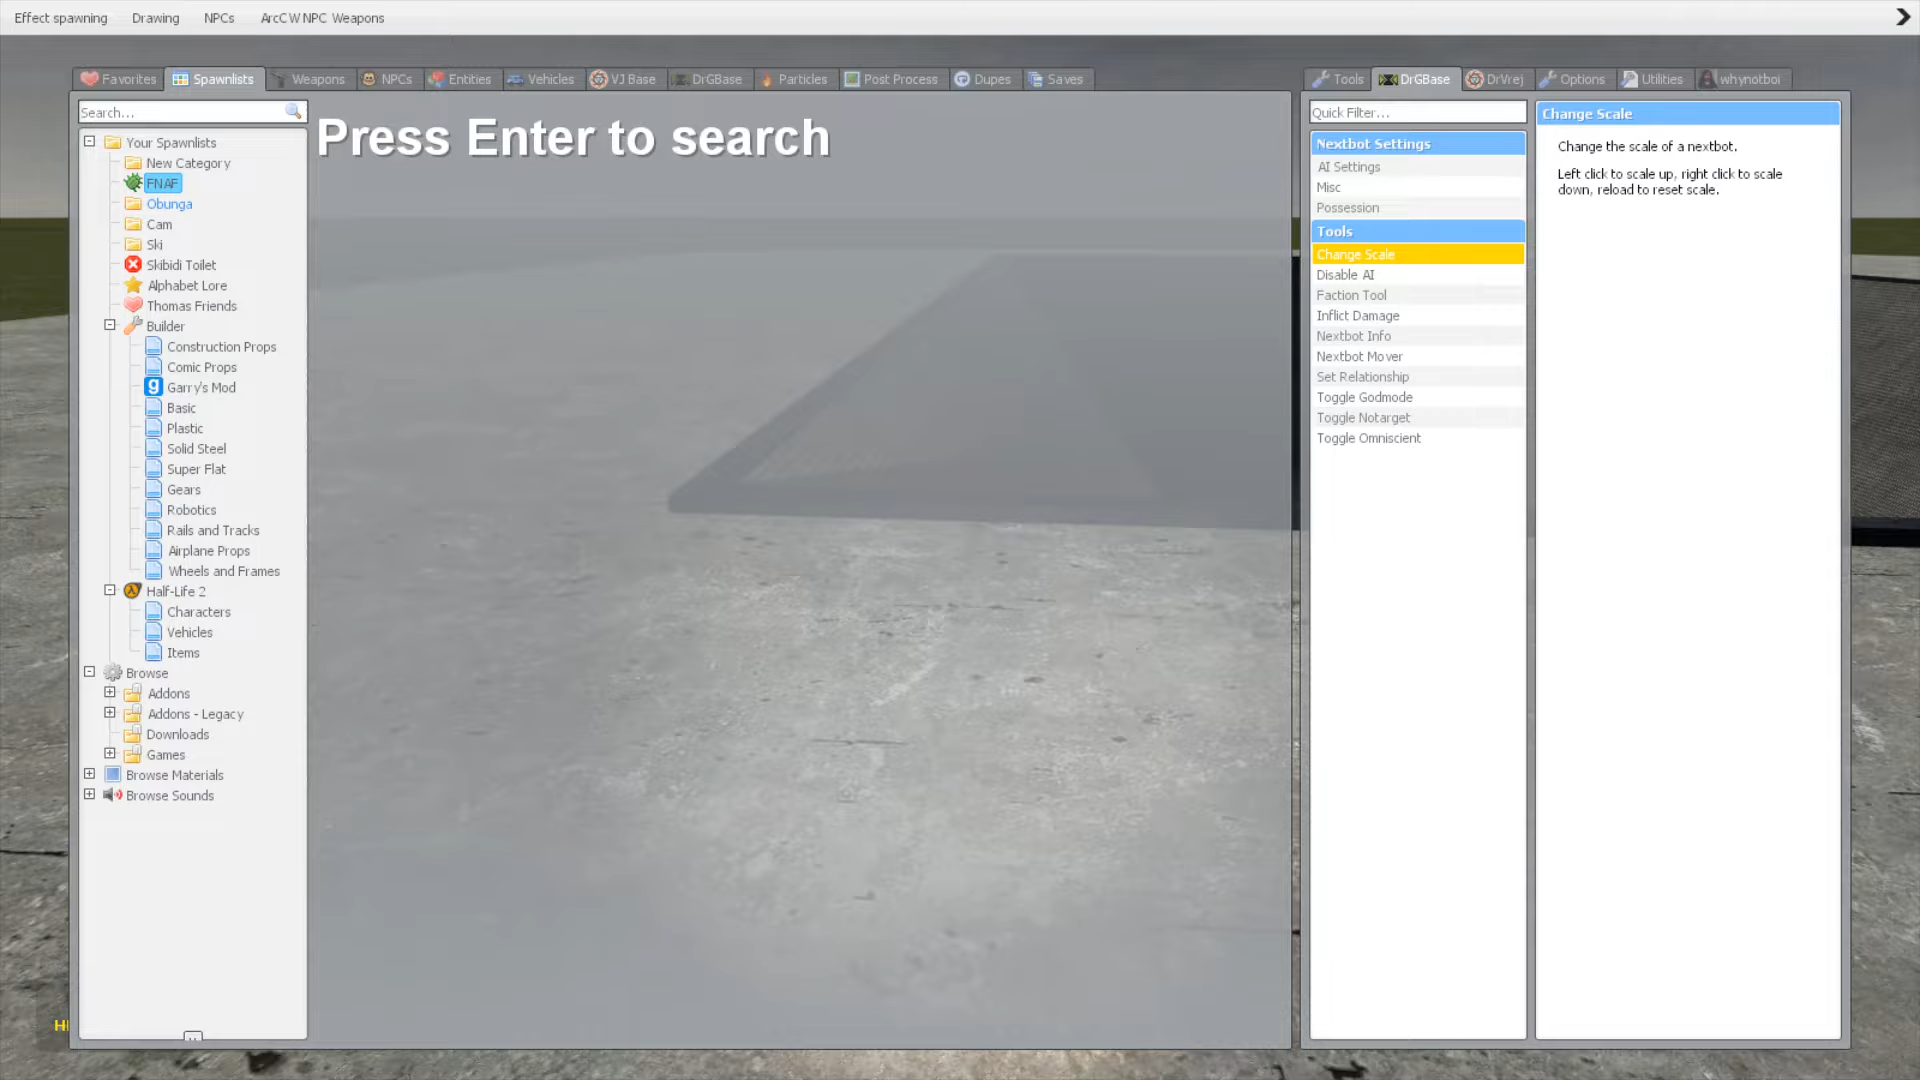 Effect spawning Drawing NPCs ArcCW NPC Weapons
Favorites Spawnlists Weapons NPCs Entities Vehicles VJ Base DrGBase Particles Post Process Dupes Saves
Search...
Press Enter to search
Your Spawnlists
New Category
FNAF
Obunga
Cam
Ski
Skibidi Toilet
Alphabet Lore
Thomas Friends
Builder
Construction Props
Comic Props
Garry's Mod
Basic
Plastic
Solid Steel
Super Flat
Gears
Robotics
Rails and Tracks
Airplane Props
Wheels and Frames
Half-Life 2
Characters
Vehicles
Items
Browse
Addons
Addons - Legacy
Downloads
Games
Browse Materials
Browse Sounds
Tools DrGBase DrVrej Options Utilities whynotboi
Quick Filter...
Nextbot Settings
AI Settings
Misc
Possession
Tools
Change Scale
Disable AI
Faction Tool
Inflict Damage
Nextbot Info
Nextbot Mover
Set Relationship
Toggle Godmode
Toggle Notarget
Toggle Omniscient
Change Scale
Change the scale of a nextbot.
Left click to scale up, right click to scale
down, reload to reset scale.